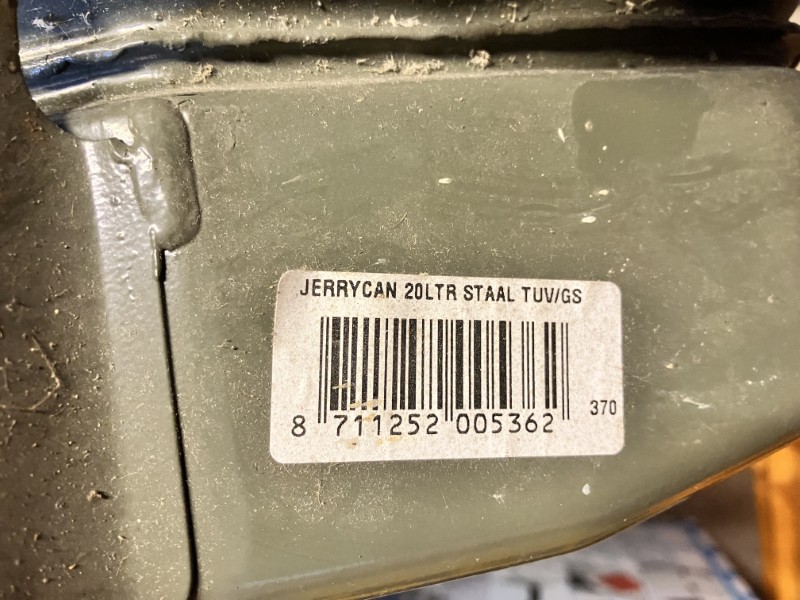 JERRYCAN 20LTR STAAL TUV/GS
370
8 711252 005362